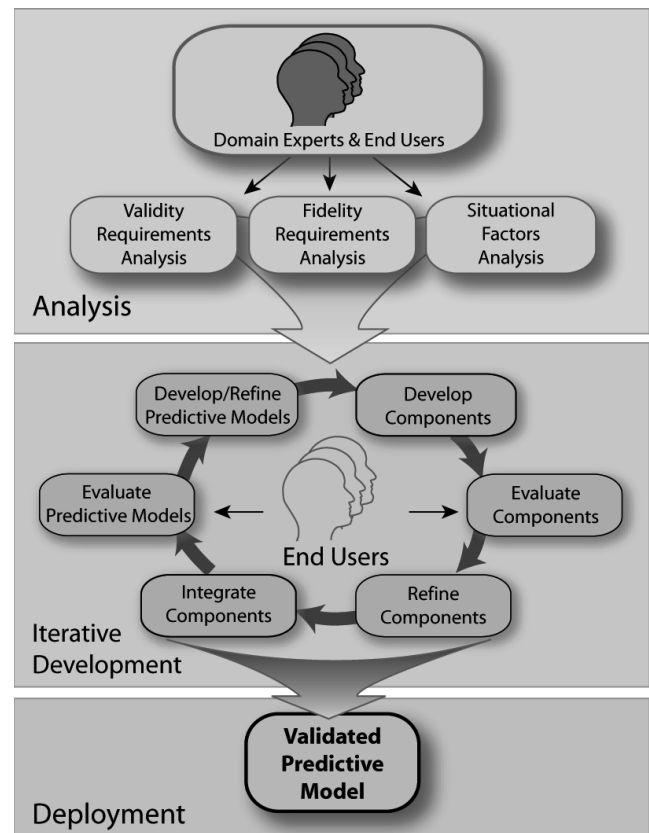 Domain Experts & End Users
Validity
Requirements
Analysis
Fidelity
Requirements
Analysis
Situational
Factors
Analysis
Analysis
Develop/Refine
Predictive Models
Develop
Components
Evaluate
Predictive Models
End Users
Evaluate
Components
Integrate
Components
Refine
Components
Iterative
Development
Validated
Predictive
Model
Deployment